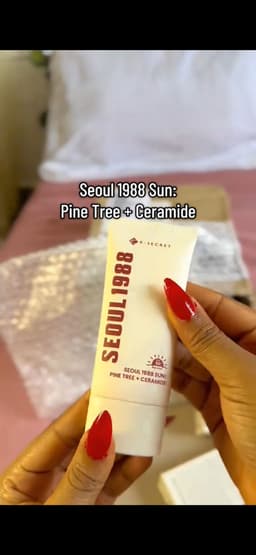 Seoul 1988 Sun:
Pine Tree + Ceramide
K-SECRET
SEOUL 1988
SEOUL 1988 SUN:
PINE TREE + CERAMIDE